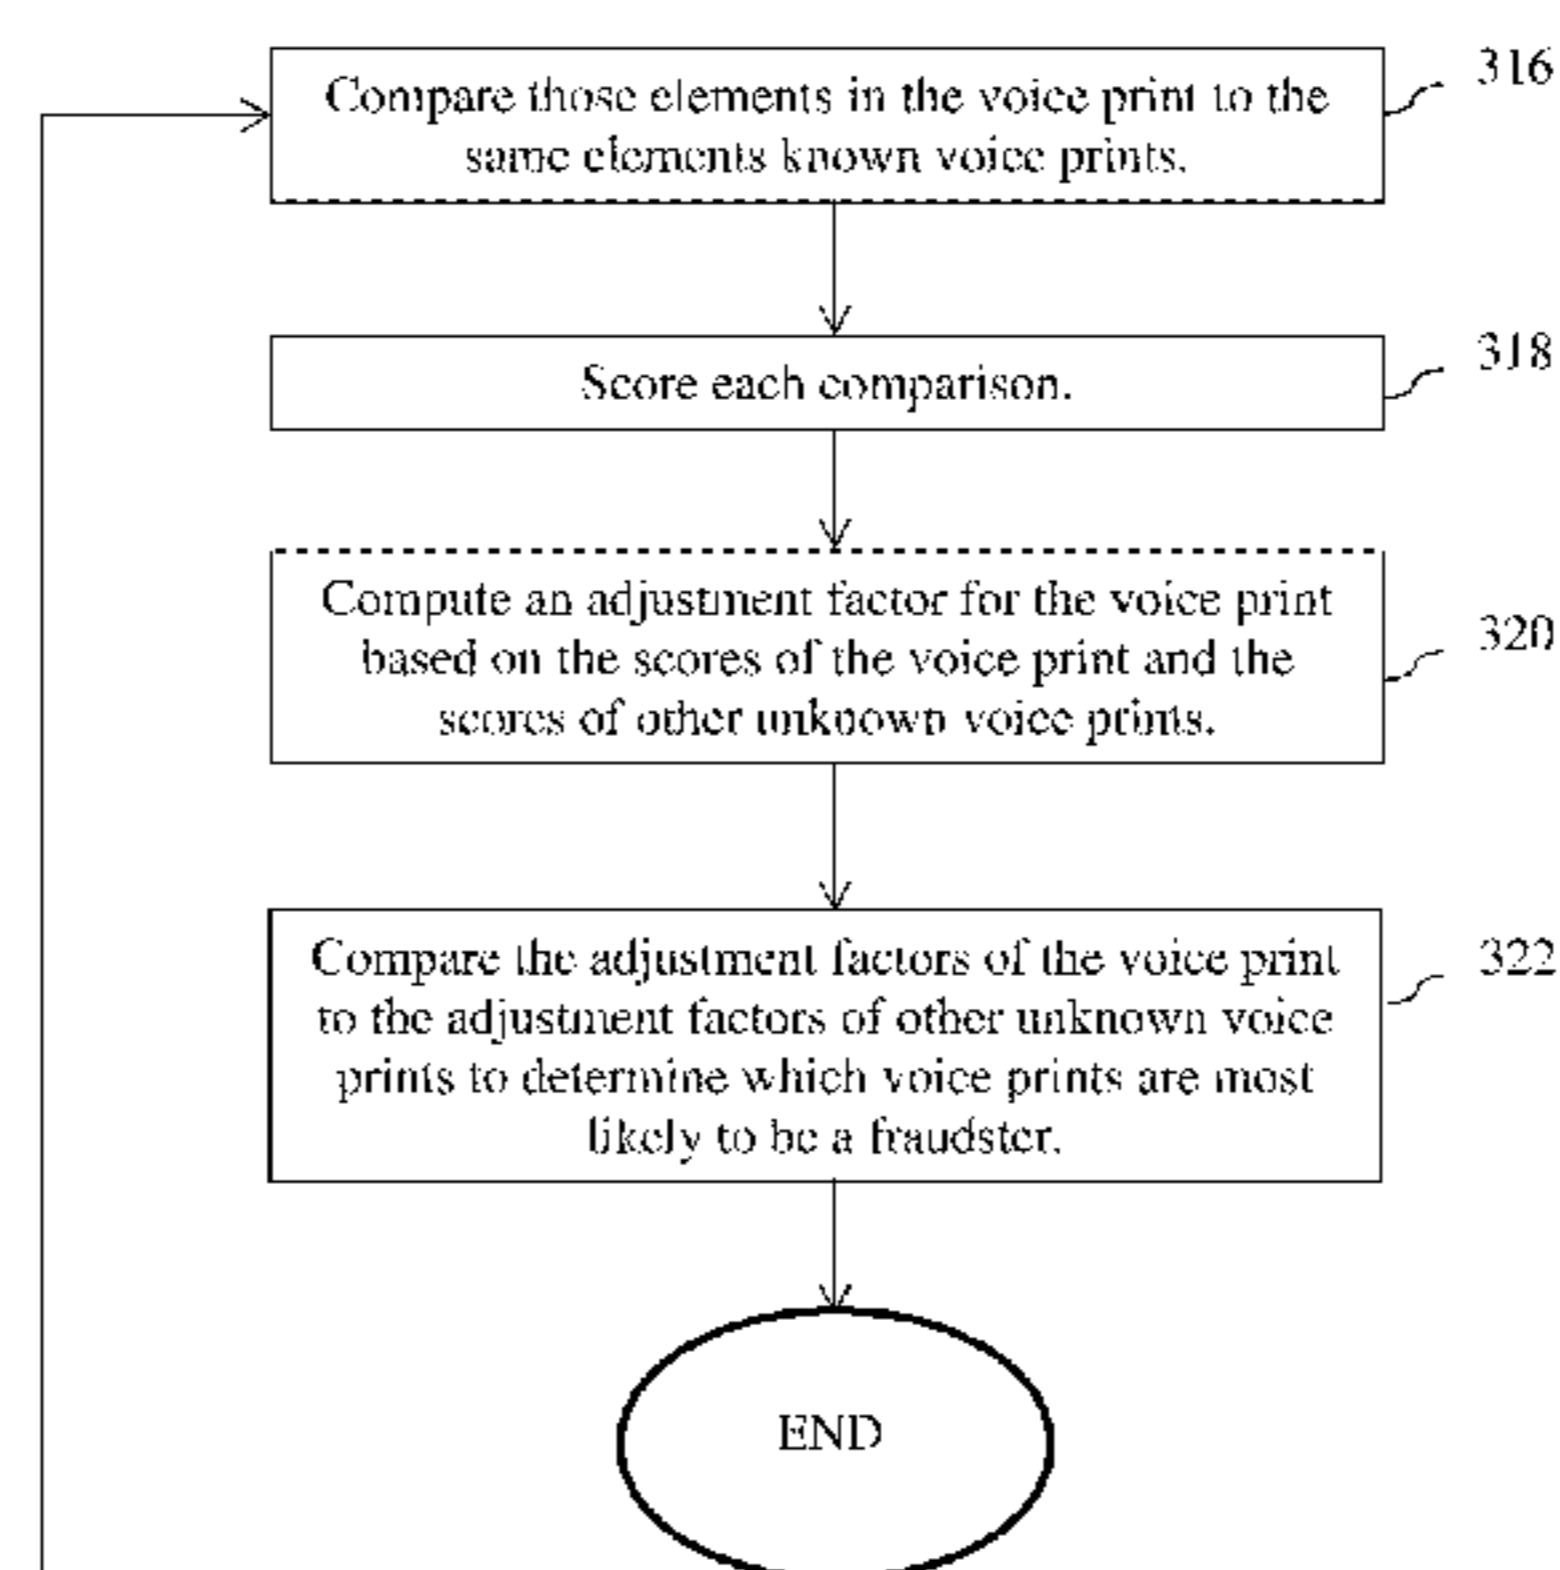 Compare those elements in the voice print to the
same elements known voice prints.
316
Score each comparison.
318
Compute an adjustment factor for the voice print
based on the scores of the voice print and the
scores of other unknown voice prints.
320
Compare the adjustment factors of the voice print
to the adjustment factors of other unknown voice
prints to determine which voice prints are most
likely to be a fraudster.
322
END